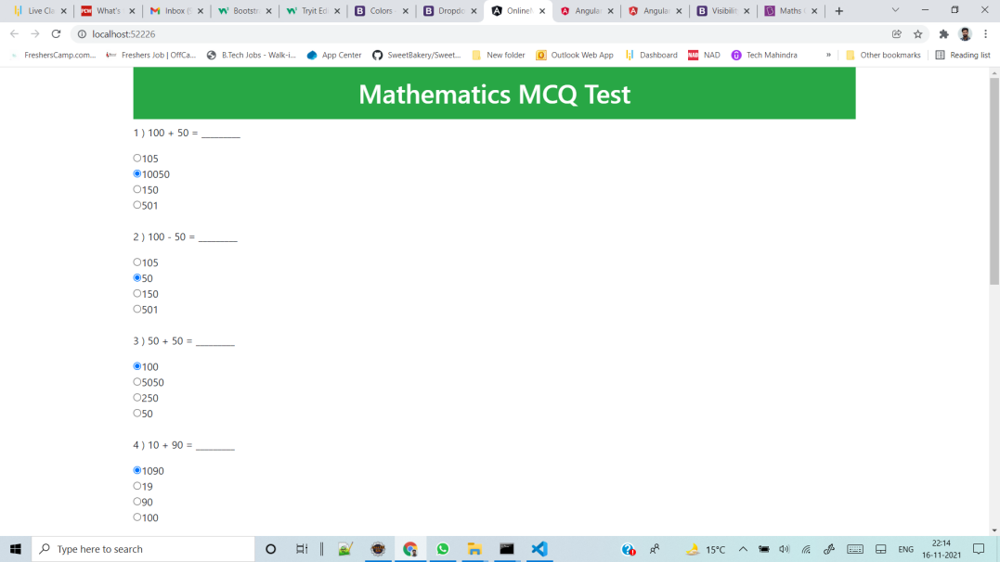 Live Cla
What's
Inbox (
Bootstr
Tryit Edi
Colors
Dropdo
Online
Angular
Angular
Visibilit
Maths
localhost:52226
FreshersCamp.com...
Freshers Job | OffCa...
B.Tech Jobs - Walk-i...
App Center
SweetBakery/Sweet...
New folder
Outlook Web App
Dashboard
NAD
Tech Mahindra
»
Other bookmarks
Reading list
Mathematics MCQ Test
1 ) 100 + 50 = ________
105
10050
150
501
2 ) 100 - 50 = ________
105
50
150
501
3 ) 50 + 50 = ________
100
5050
250
50
4 ) 10 + 90 = ________
1090
19
90
100
Type here to search
15°C
ENG
22:14
16-11-2021